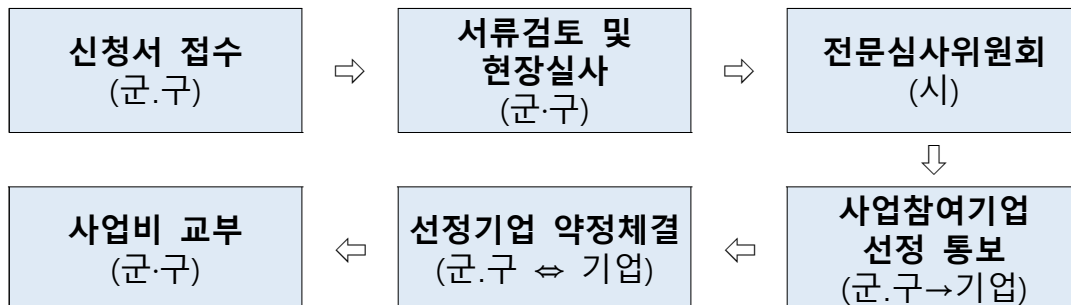 신청서 접수
(군.구)
⇨
서류검토 및
현장실사
(군·구)
⇨
전문심사위원회
(시)
⇩
사업참여기업
선정 통보
(군.구→기업)
⇦
선정기업 약정체결
(군.구 ⇔ 기업)
⇦
사업비 교부
(군·구)